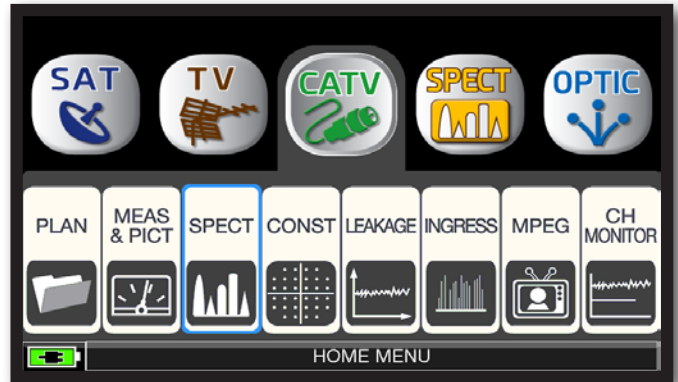 SAT
TV
CATV
SPECT
OPTIC
PLAN
MEAS
& PICT
SPECT
CONST
LEAKAGE
INGRESS
MPEG
CH
MONITOR
HOME MENU